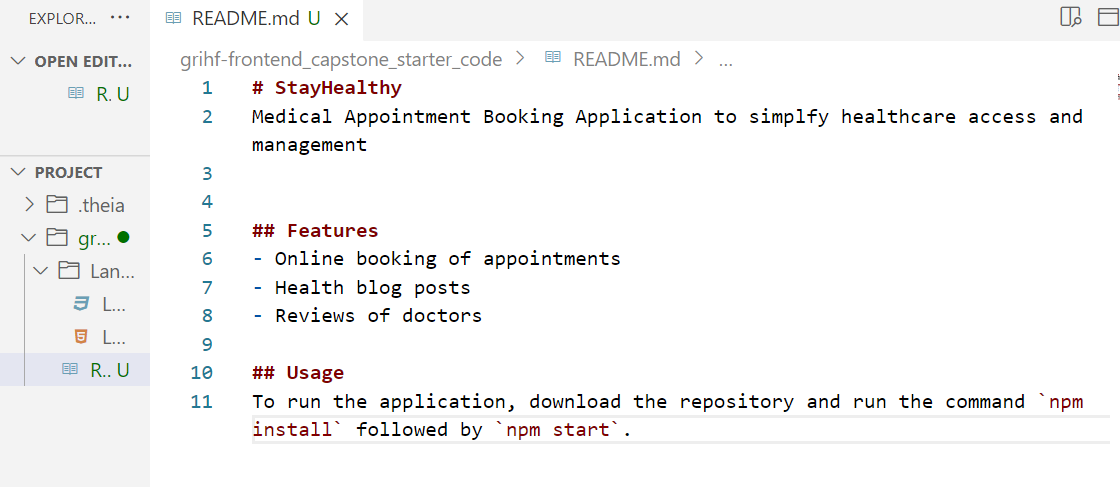 EXPLOR... ...
README.md U
OPEN EDIT...
R. U
grihf-frontend_capstone_starter_code > README.md > ...
PROJECT
.theia
gr...
Lan...
L...
L...
R.. U
1 # StayHealthy
2 Medical Appointment Booking Application to simplfy healthcare access and
management
3
4
5 ## Features
6 - Online booking of appointments
7 - Health blog posts
8 - Reviews of doctors
9
10 ## Usage
11 To run the application, download the repository and run the command `npm
install` followed by `npm start`.